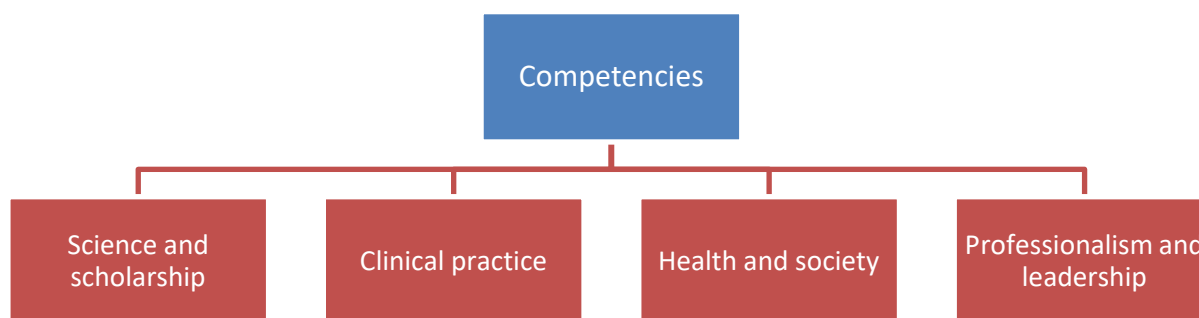 Competencies
Science and
scholarship
Clinical practice
Health and society
Professionalism and
leadership